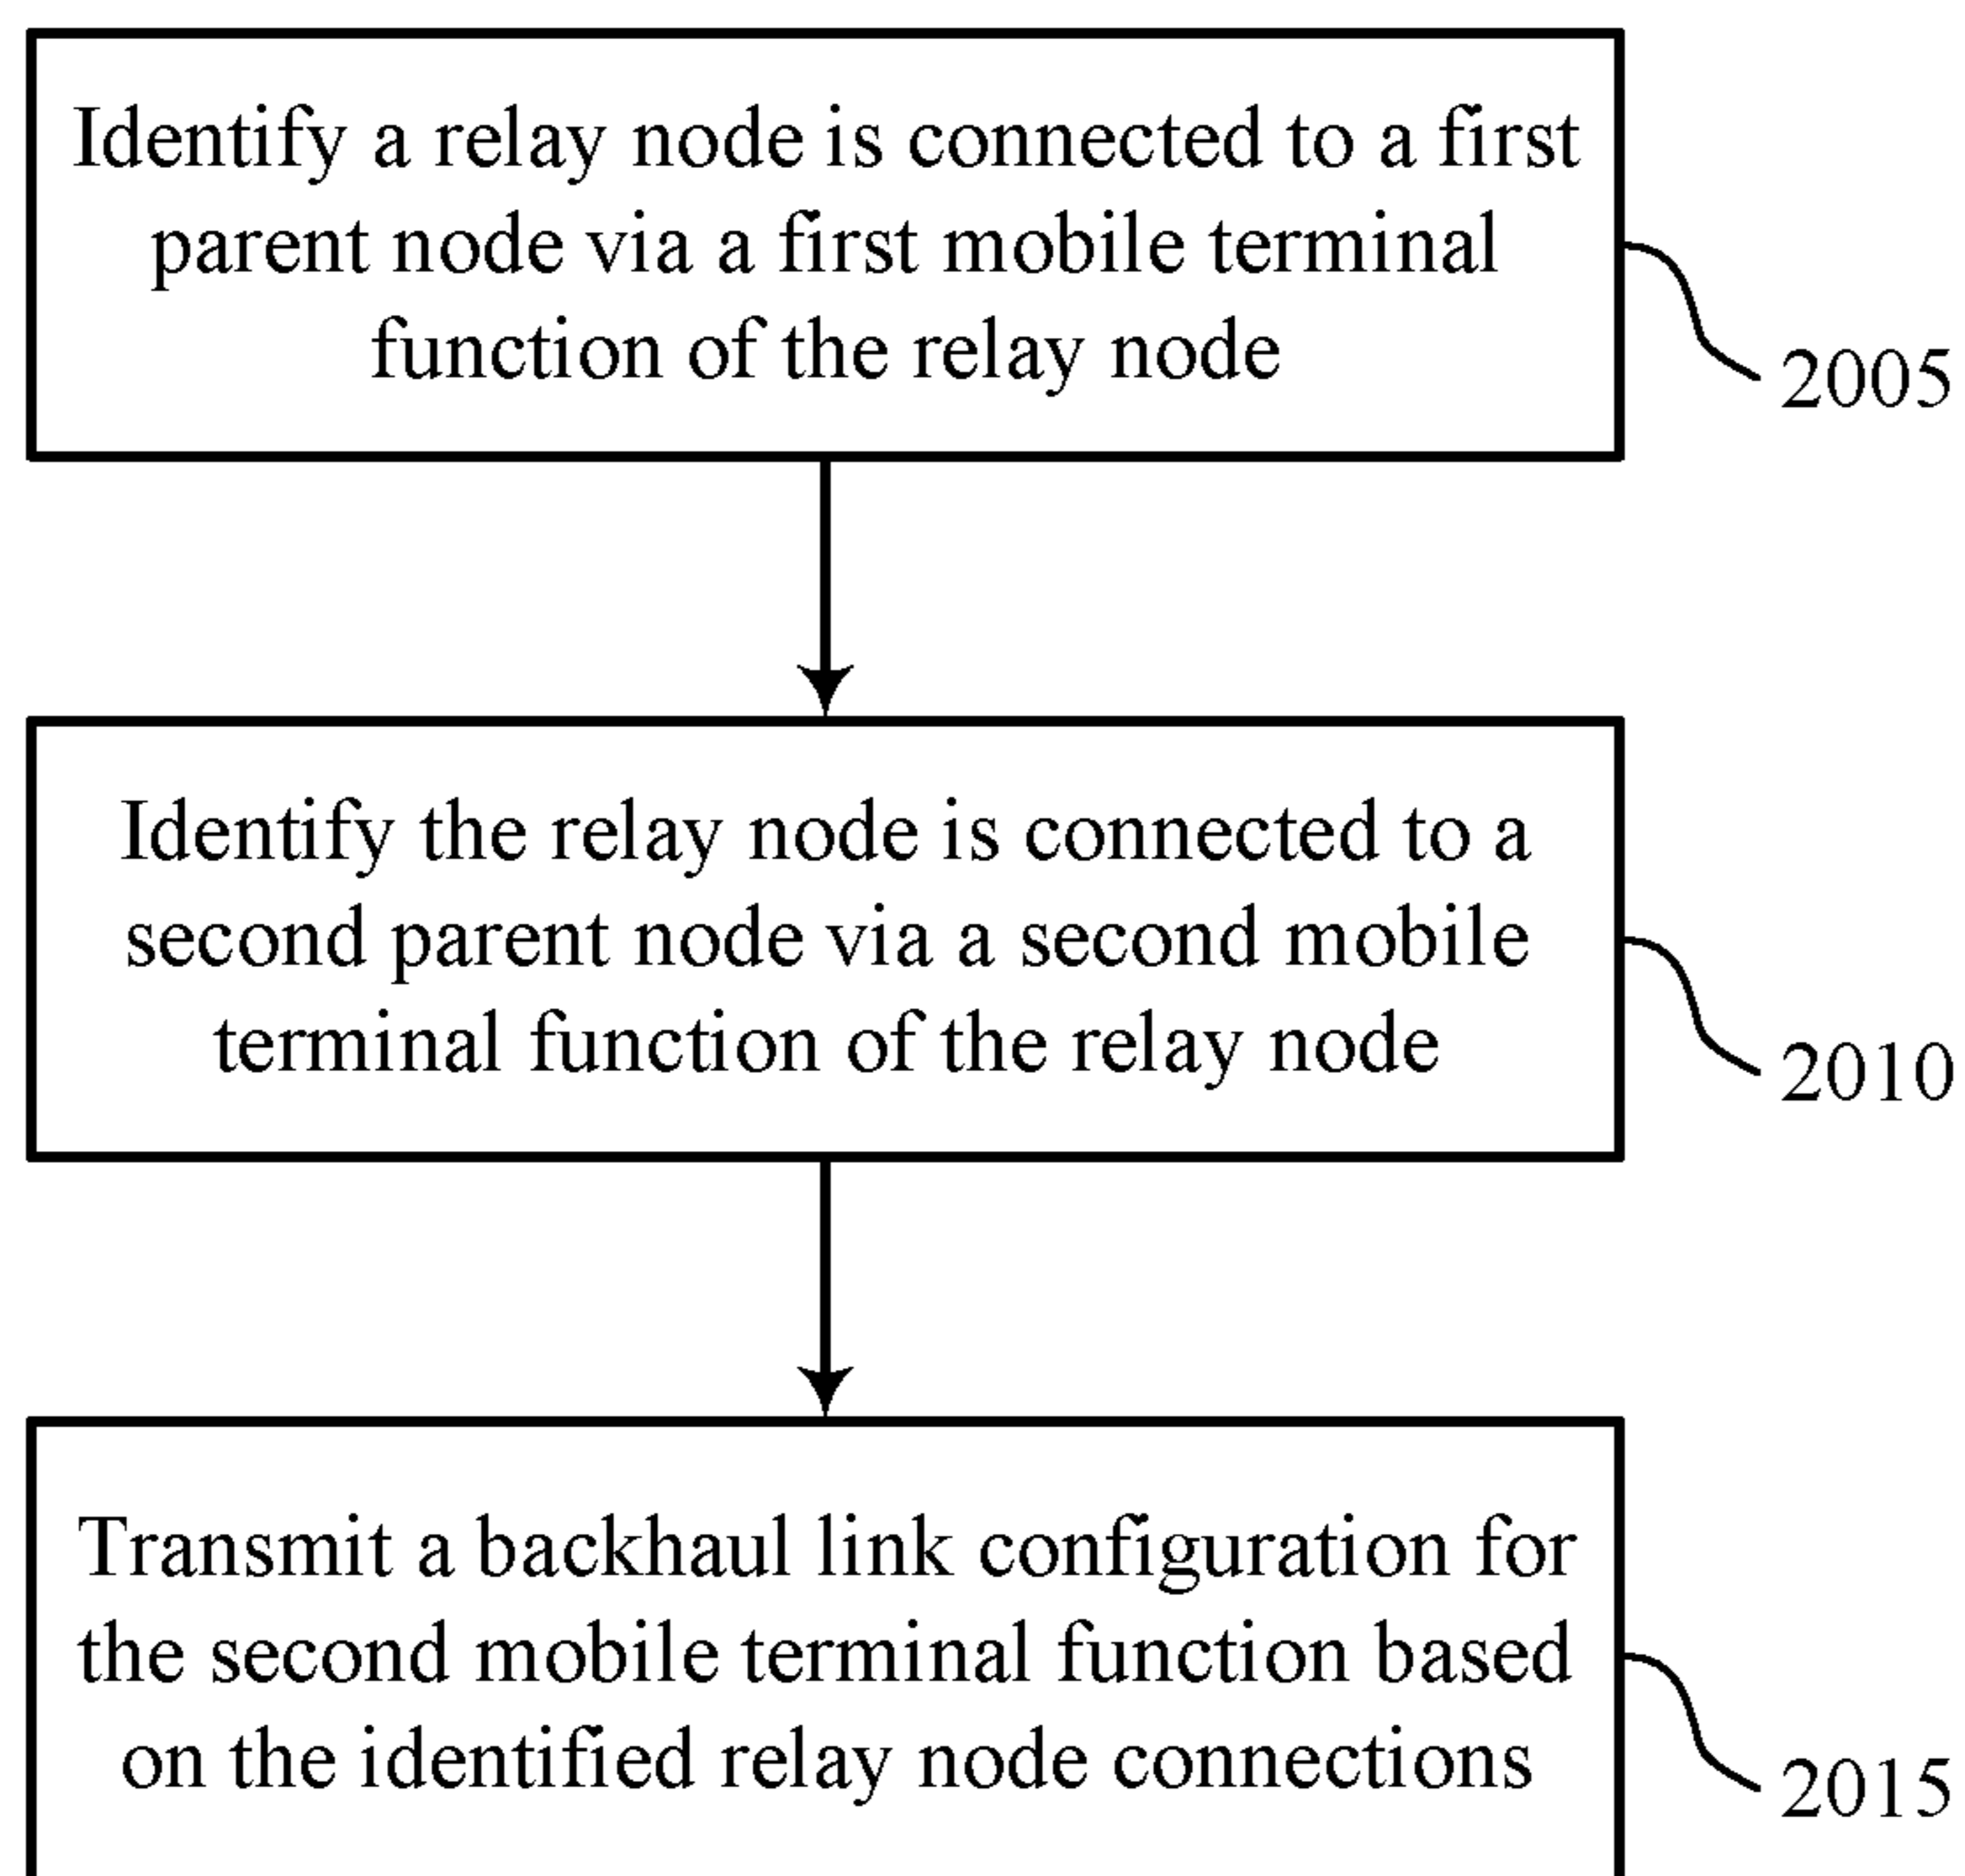 Identify a relay node is connected to a first
parent node via a first mobile terminal
function of the relay node
2005
Identify the relay node is connected to a
second parent node via a second mobile
terminal function of the relay node
2010
Transmit a backhaul link configuration for
the second mobile terminal function based
on the identified relay node connections
2015